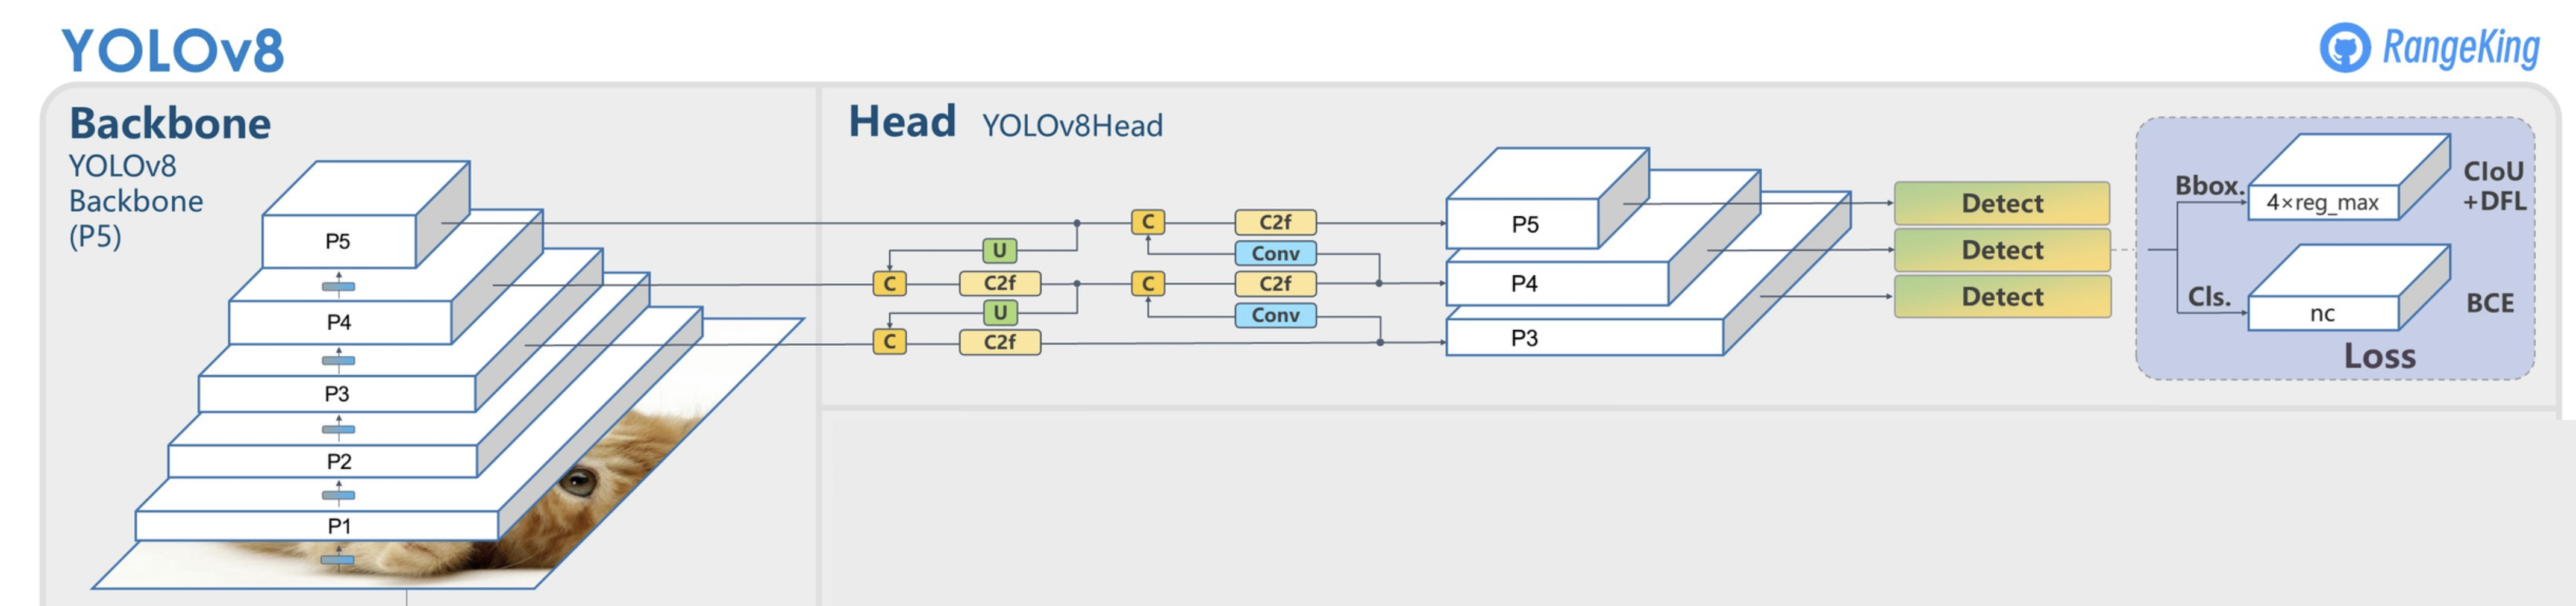 YOLOv8
RangeKing
Backbone
YOLOv8
Backbone
(P5)
P5
P4
P3
P2
P1
Head YOLOv8Head
C C2f
U Conv
C C2f C C2f
U Conv
C C2f
P5
P4
P3
Detect
Detect
Detect
Bbox.
4×reg_max
CIoU
+DFL
Cls.
nc
BCE
Loss